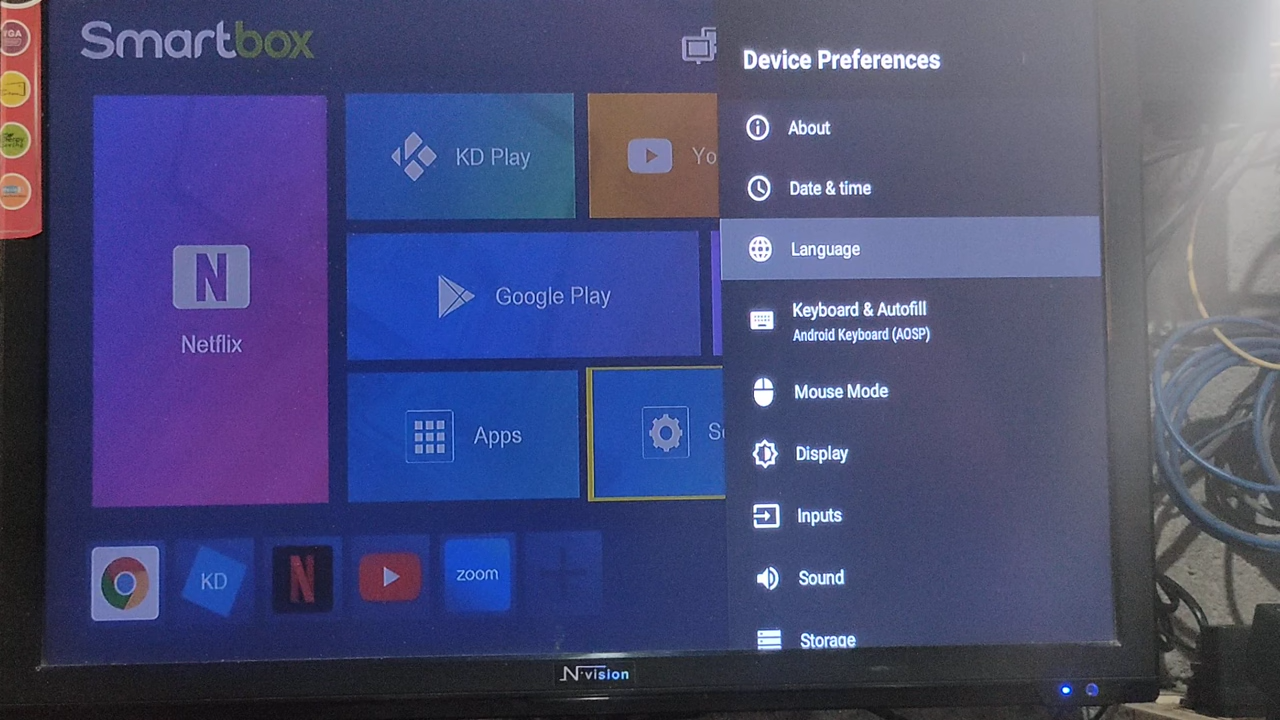 Smartbox
Netflix
KD Play
Yo
Google Play
Apps
S
KD
N
zoom
Device Preferences
About
Date & time
Language
Keyboard & Autofill
Android Keyboard (AOSP)
Mouse Mode
Display
Inputs
Sound
Storage
N-vision
VGA